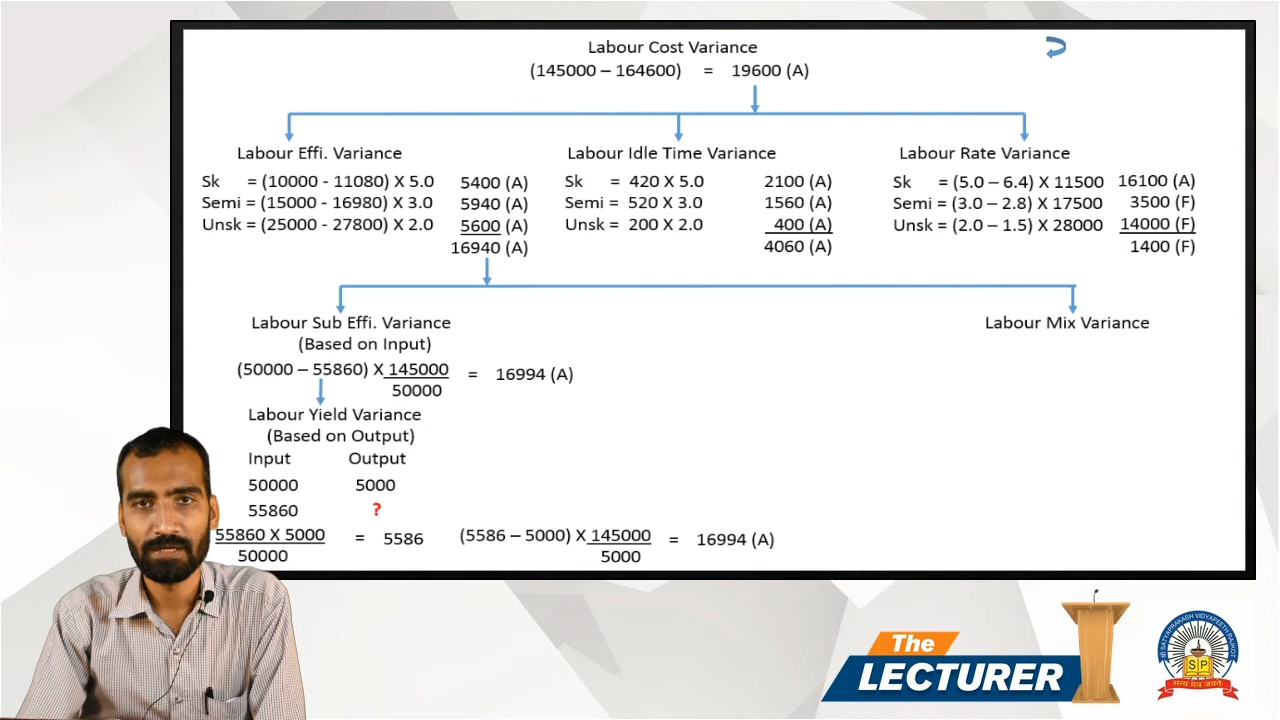 Labour Cost Variance
(145000 – 164600) = 19600 (A)
Labour Effi. Variance
Sk = (10000 - 11080) X 5.0 5400 (A)
Semi = (15000 - 16980) X 3.0 5940 (A)
Unsk = (25000 - 27800) X 2.0 5600 (A)
16940 (A)
Labour Idle Time Variance
Sk = 420 X 5.0 2100 (A)
Semi = 520 X 3.0 1560 (A)
Unsk = 200 X 2.0 400 (A)
4060 (A)
Labour Rate Variance
Sk = (5.0 – 6.4) X 11500 16100 (A)
Semi = (3.0 – 2.8) X 17500 3500 (F)
Unsk = (2.0 – 1.5) X 28000 14000 (F)
1400 (F)
Labour Sub Effi. Variance
(Based on Input)
(50000 – 55860) X 145000 = 16994 (A)
50000
Labour Mix Variance
Labour Yield Variance
(Based on Output)
Input Output
50000 5000
55860 ?
55860 X 5000 = 5586 (5586 – 5000) X 145000 = 16994 (A)
50000 5000
The
LECTURER
SATYAPRAKASH VIDYAPEETH RAJKOT
S P
सत्यं मेव जयते